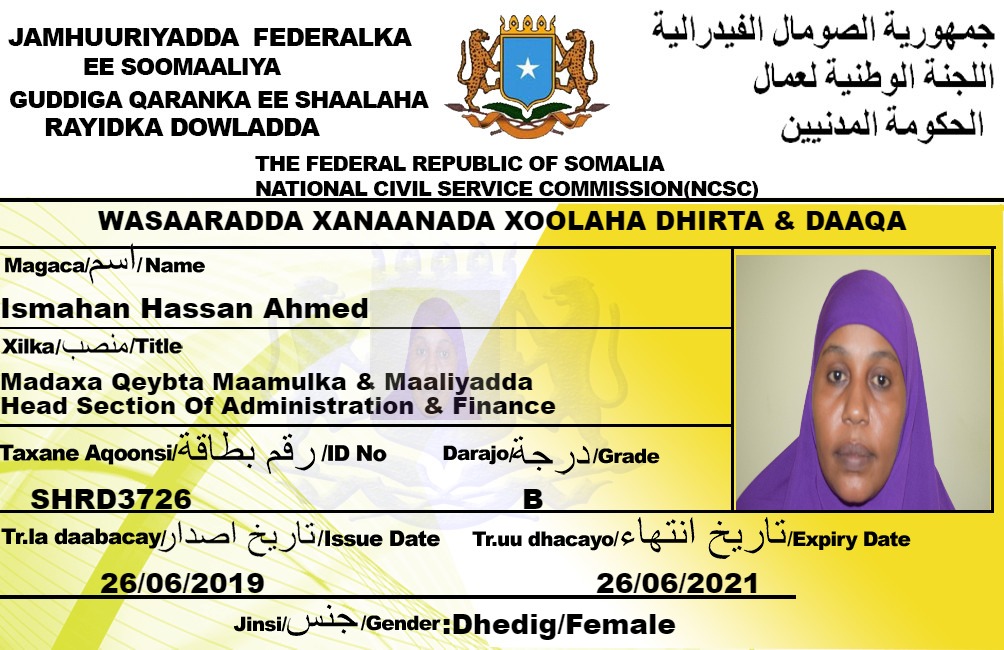 JAMHUURIYADDA FEDERALKA
EE SOOMAALIYA
GUDDIGA QARANKA EE SHAALAHA
RAYIDKA DOWLADDA
جمهورية الصومال الفيدرالية
اللجنة الوطنية لعمال
الحكومة المدنيين
THE FEDERAL REPUBLIC OF SOMALIA
NATIONAL CIVIL SERVICE COMMISSION(NCSC)
WASAARADDA XANAANADA XOOLAHA DHIRTA & DAAQA
Magaca/اسم/Name
Ismahan Hassan Ahmed
Xilka/منصب/Title
Madaxa Qeybta Maamulka & Maaliyadda
Head Section Of Administration & Finance
Taxane Aqoonsi/رقم بطاقة/ID No Darajo/درجة/Grade
SHRD3726 B
Tr.la daabacay/تاريخ اصدار/Issue Date Tr.uu dhacayo/تاريخ انتهاء/Expiry Date
26/06/2019 26/06/2021
Jinsi/جنس/Gender:Dhedig/Female